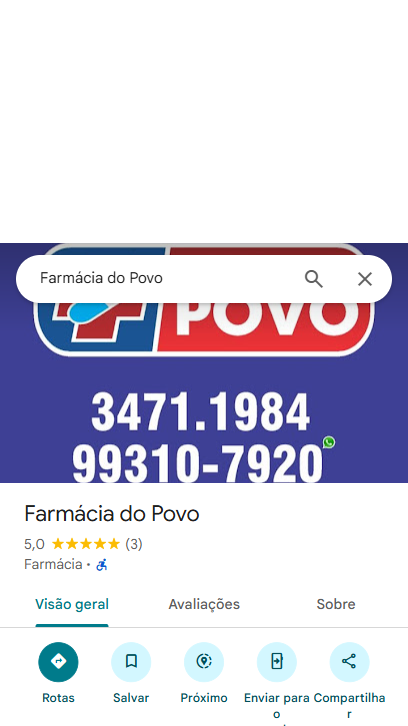 Farmácia do Povo
POVO
3471.1984
99310-7920
Farmácia do Povo
5,0 (3)
Farmácia ·
Visão geral Avaliações Sobre
Rotas Salvar Próximo Enviar para o Compartilhar